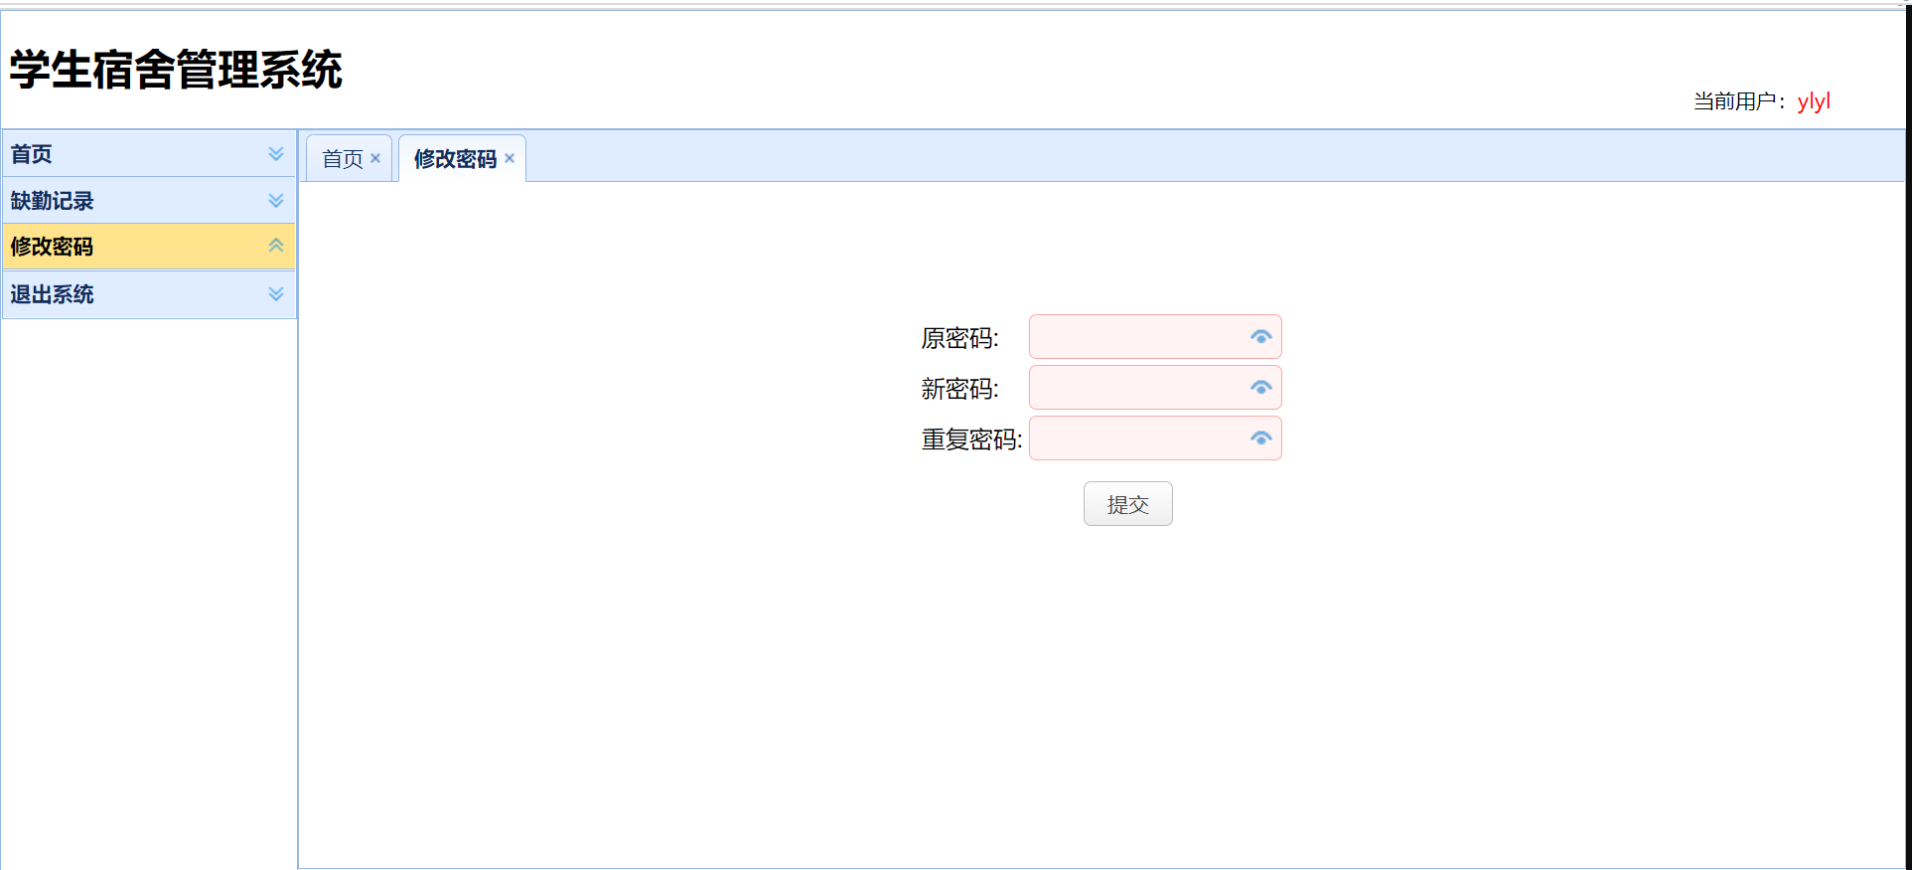 学生宿舍管理系统
当前用户：ylyl
首页
缺勤记录
修改密码
退出系统
首页 × 修改密码 ×
原密码:
新密码:
重复密码:
提交